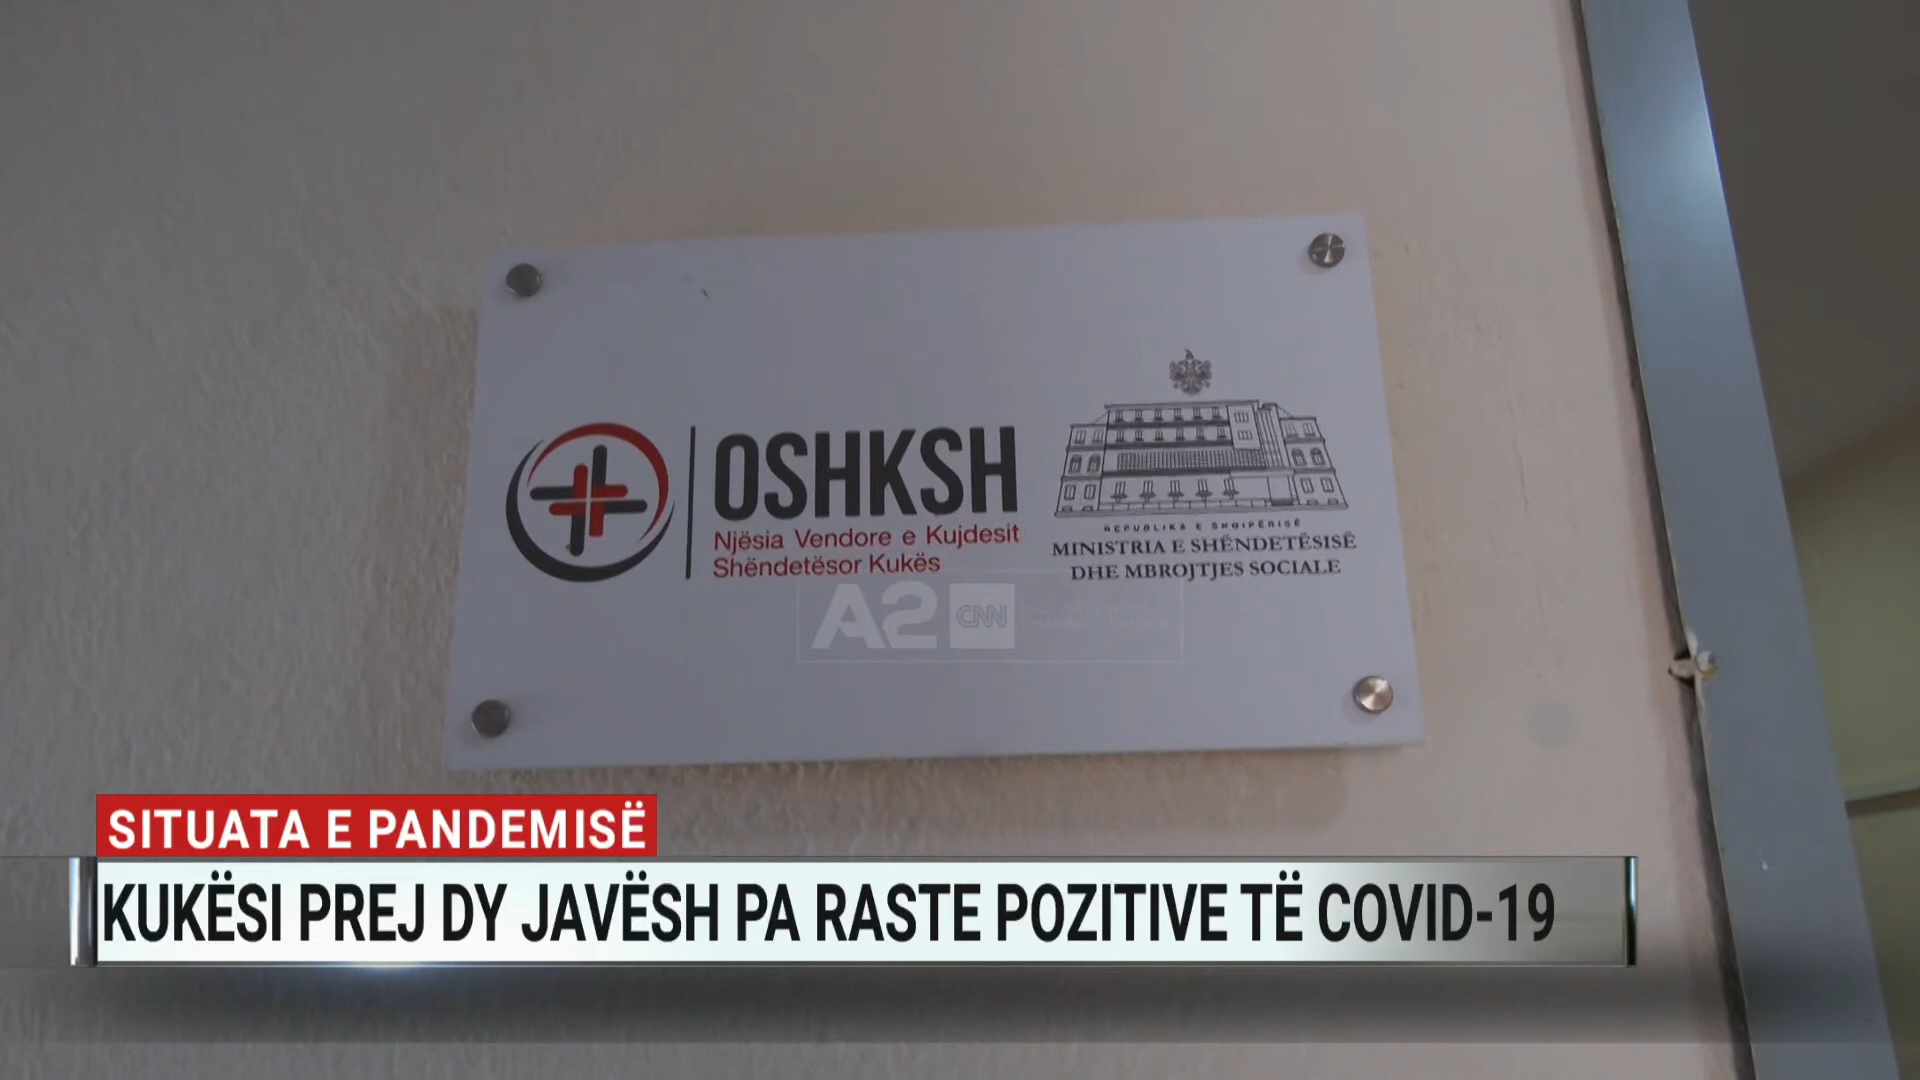 OSHKSH
Njësia Vendore e Kujdesit
Shëndetësor Kukës
REPUBLIKA E SHQIPËRISË
MINISTRIA E SHËNDETËSISË
DHE MBROJTJES SOCIALE
A2 CNN
SITUATA E PANDEMISË
KUKËSI PREJ DY JAVËSH PA RASTE POZITIVE TË COVID-19